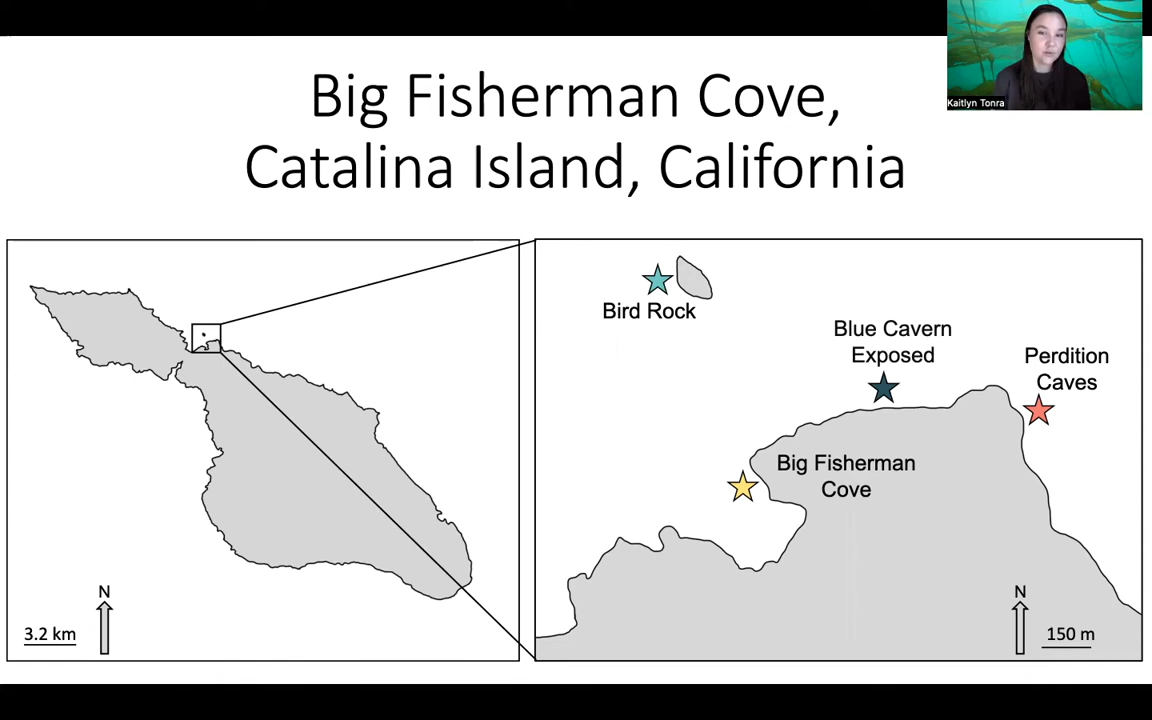 Kaitlyn Tonra
Big Fisherman Cove,
Catalina Island, California
N
3.2 km
Bird Rock
Blue Cavern
Exposed
Perdition
Caves
Big Fisherman
Cove
N
150 m